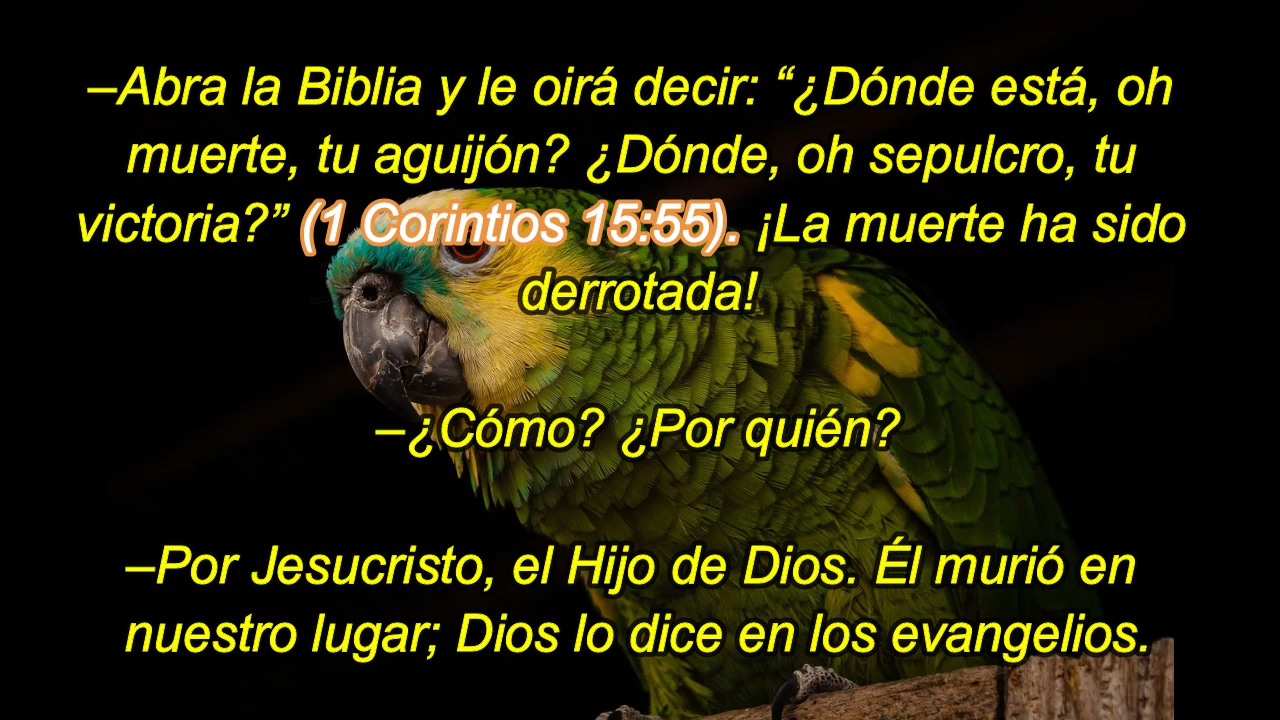 –Abra la Biblia y le oirá decir: “¿Dónde está, oh
muerte, tu aguijón? ¿Dónde, oh sepulcro, tu
victoria?” (1 Corintios 15:55). ¡La muerte ha sido
derrotada!
–¿Cómo? ¿Por quién?
–Por Jesucristo, el Hijo de Dios. Él murió en
nuestro lugar; Dios lo dice en los evangelios.